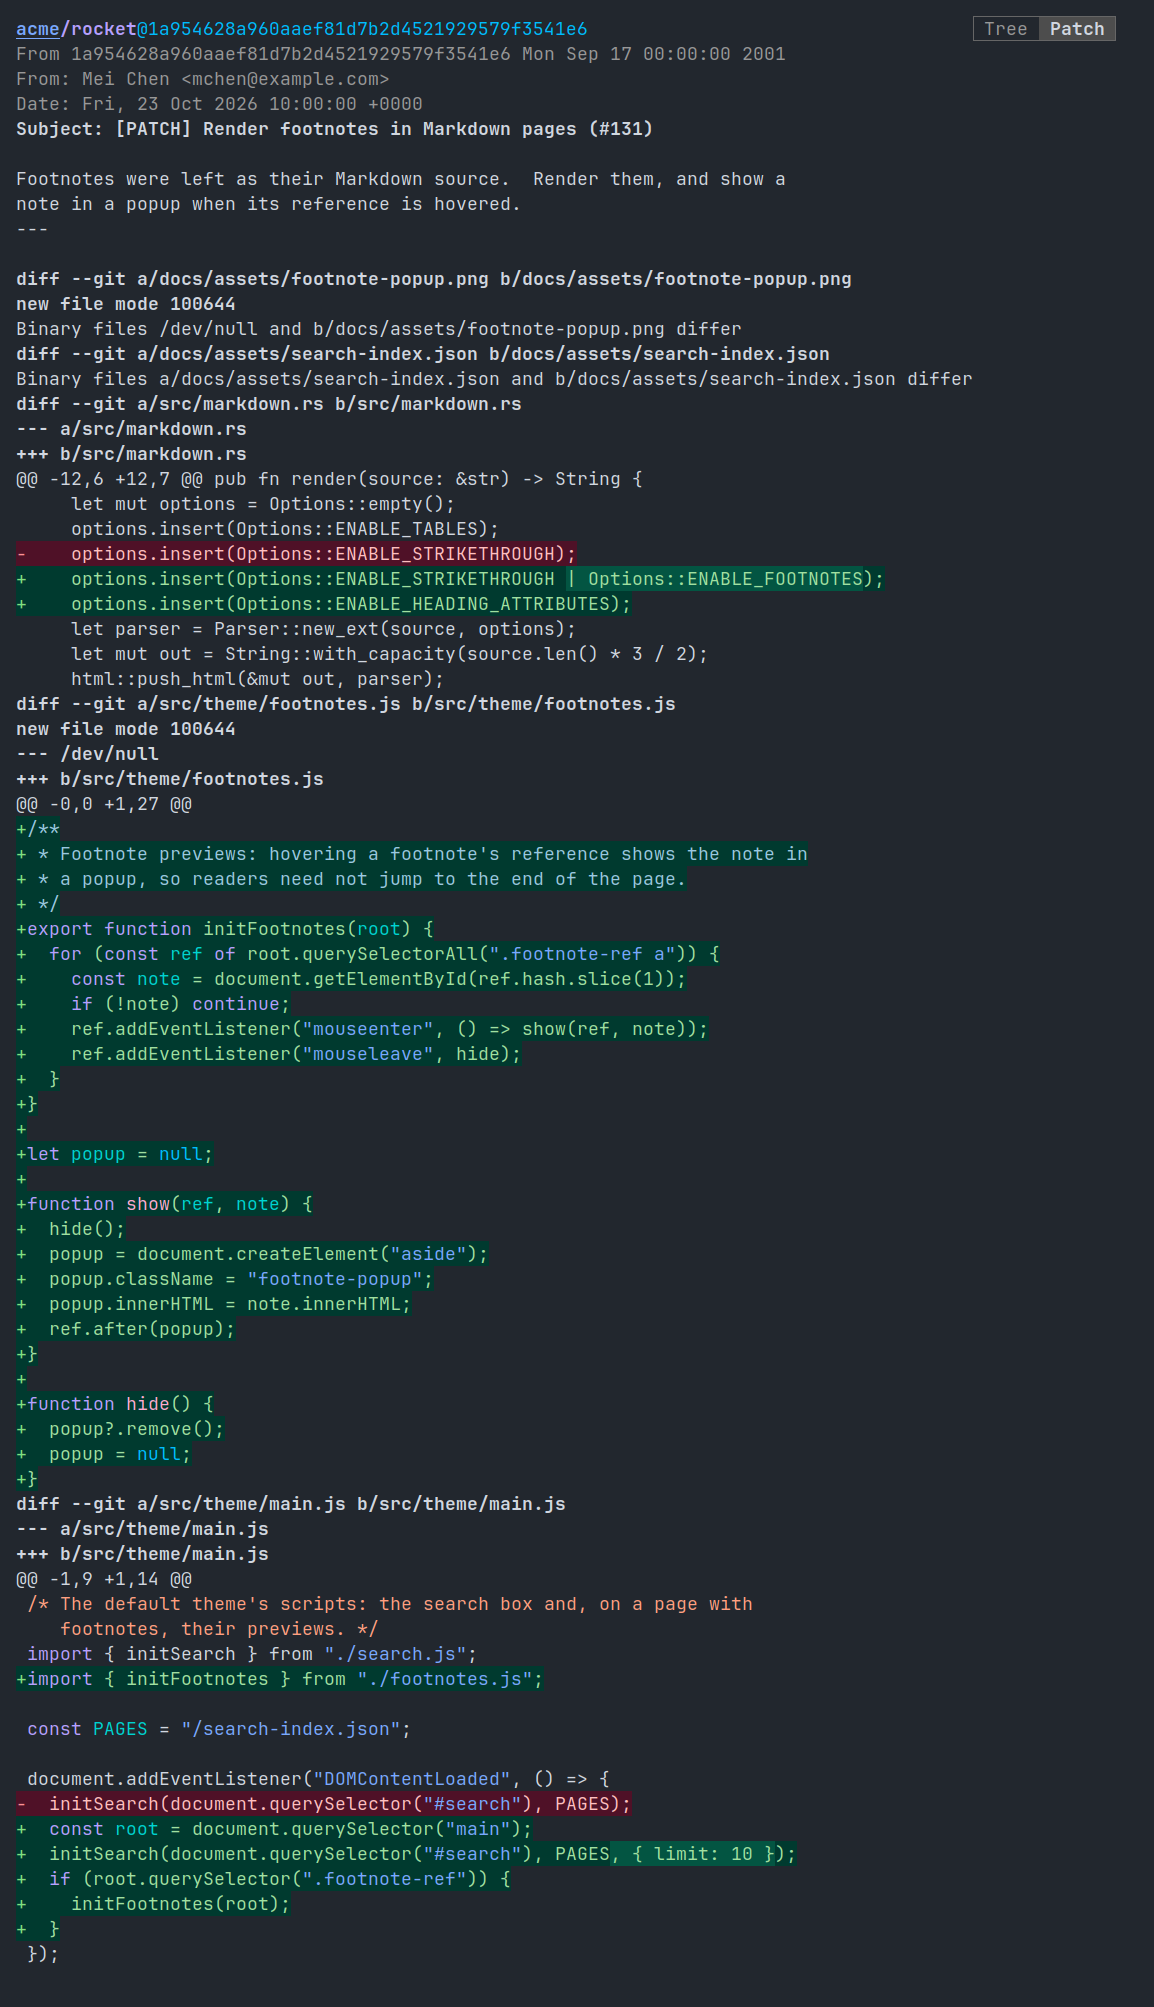 acme/rocket@1a954628a960aaef81d7b2d4521929579f3541e6 Tree Patch
From 1a954628a960aaef81d7b2d4521929579f3541e6 Mon Sep 17 00:00:00 2001
From: Mei Chen <mchen@example.com>
Date: Fri, 23 Oct 2026 10:00:00 +0000
Subject: [PATCH] Render footnotes in Markdown pages (#131)

Footnotes were left as their Markdown source.  Render them, and show a
note in a popup when its reference is hovered.
---

diff --git a/docs/assets/footnote-popup.png b/docs/assets/footnote-popup.png
new file mode 100644
Binary files /dev/null and b/docs/assets/footnote-popup.png differ
diff --git a/docs/assets/search-index.json b/docs/assets/search-index.json
Binary files a/docs/assets/search-index.json and b/docs/assets/search-index.json differ
diff --git a/src/markdown.rs b/src/markdown.rs
--- a/src/markdown.rs
+++ b/src/markdown.rs
@@ -12,6 +12,7 @@ pub fn render(source: &str) -> String {
     let mut options = Options::empty();
     options.insert(Options::ENABLE_TABLES);
-    options.insert(Options::ENABLE_STRIKETHROUGH);
+    options.insert(Options::ENABLE_STRIKETHROUGH | Options::ENABLE_FOOTNOTES);
+    options.insert(Options::ENABLE_HEADING_ATTRIBUTES);
     let parser = Parser::new_ext(source, options);
     let mut out = String::with_capacity(source.len() * 3 / 2);
     html::push_html(&mut out, parser);
diff --git a/src/theme/footnotes.js b/src/theme/footnotes.js
new file mode 100644
--- /dev/null
+++ b/src/theme/footnotes.js
@@ -0,0 +1,27 @@
+/**
+ * Footnote previews: hovering a footnote's reference shows the note in
+ * a popup, so readers need not jump to the end of the page.
+ */
+export function initFootnotes(root) {
+  for (const ref of root.querySelectorAll(".footnote-ref a")) {
+    const note = document.getElementById(ref.hash.slice(1));
+    if (!note) continue;
+    ref.addEventListener("mouseenter", () => show(ref, note));
+    ref.addEventListener("mouseleave", hide);
+  }
+}
+
+let popup = null;
+
+function show(ref, note) {
+  hide();
+  popup = document.createElement("aside");
+  popup.className = "footnote-popup";
+  popup.innerHTML = note.innerHTML;
+  ref.after(popup);
+}
+
+function hide() {
+  popup?.remove();
+  popup = null;
+}
diff --git a/src/theme/main.js b/src/theme/main.js
--- a/src/theme/main.js
+++ b/src/theme/main.js
@@ -1,9 +1,14 @@
 /* The default theme's scripts: the search box and, on a page with
    footnotes, their previews. */
 import { initSearch } from "./search.js";
+import { initFootnotes } from "./footnotes.js";

 const PAGES = "/search-index.json";

 document.addEventListener("DOMContentLoaded", () => {
-  initSearch(document.querySelector("#search"), PAGES);
+  const root = document.querySelector("main");
+  initSearch(document.querySelector("#search"), PAGES, { limit: 10 });
+  if (root.querySelector(".footnote-ref")) {
+    initFootnotes(root);
+  }
 });